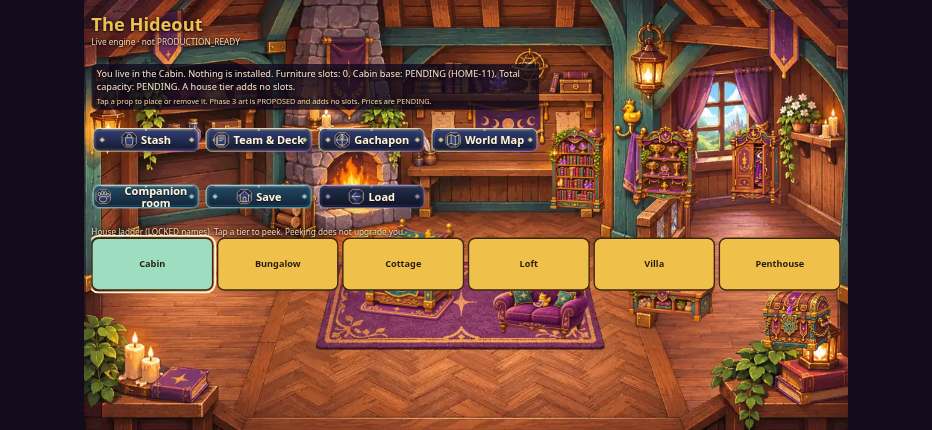 The Hideout
Live engine · not PRODUCTION_READY
You live in the Cabin. Nothing is installed. Furniture slots: 0. Cabin base: PENDING (HOME-11). Total
capacity: PENDING. A house tier adds no slots.
Tap a prop to place or remove it. Phase 3 art is PROPOSED and adds no slots. Prices are PENDING.
Stash
Team & Deck
Gachapon
World Map
Companion
room
Save
Load
House ladder (LOCKED names). Tap a tier to peek. Peeking does not upgrade you.
Cabin
Bungalow
Cottage
Loft
Villa
Penthouse